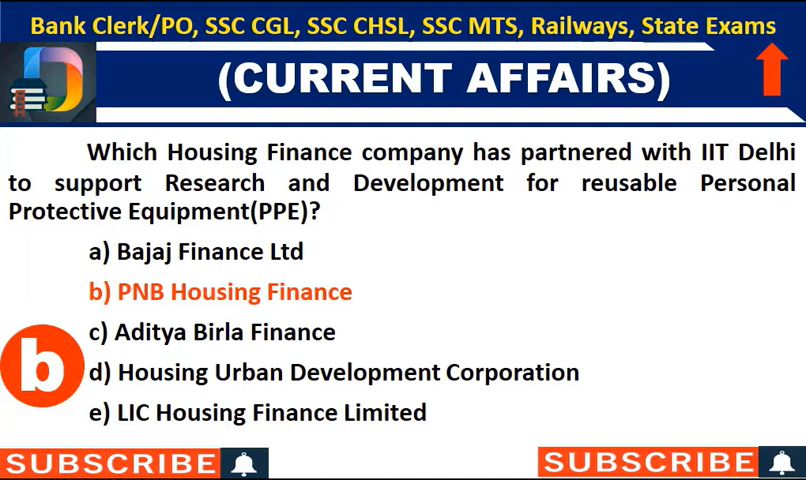 Bank Clerk/PO, SSC CGL, SSC CHSL, SSC MTS, Railways, State Exams
(CURRENT AFFAIRS)
Which Housing Finance company has partnered with IIT Delhi
to support Research and Development for reusable Personal
Protective Equipment(PPE)?
a) Bajaj Finance Ltd
b) PNB Housing Finance
c) Aditya Birla Finance
b
d) Housing Urban Development Corporation
e) LIC Housing Finance Limited
SUBSCRIBE
SUBSCRIBE